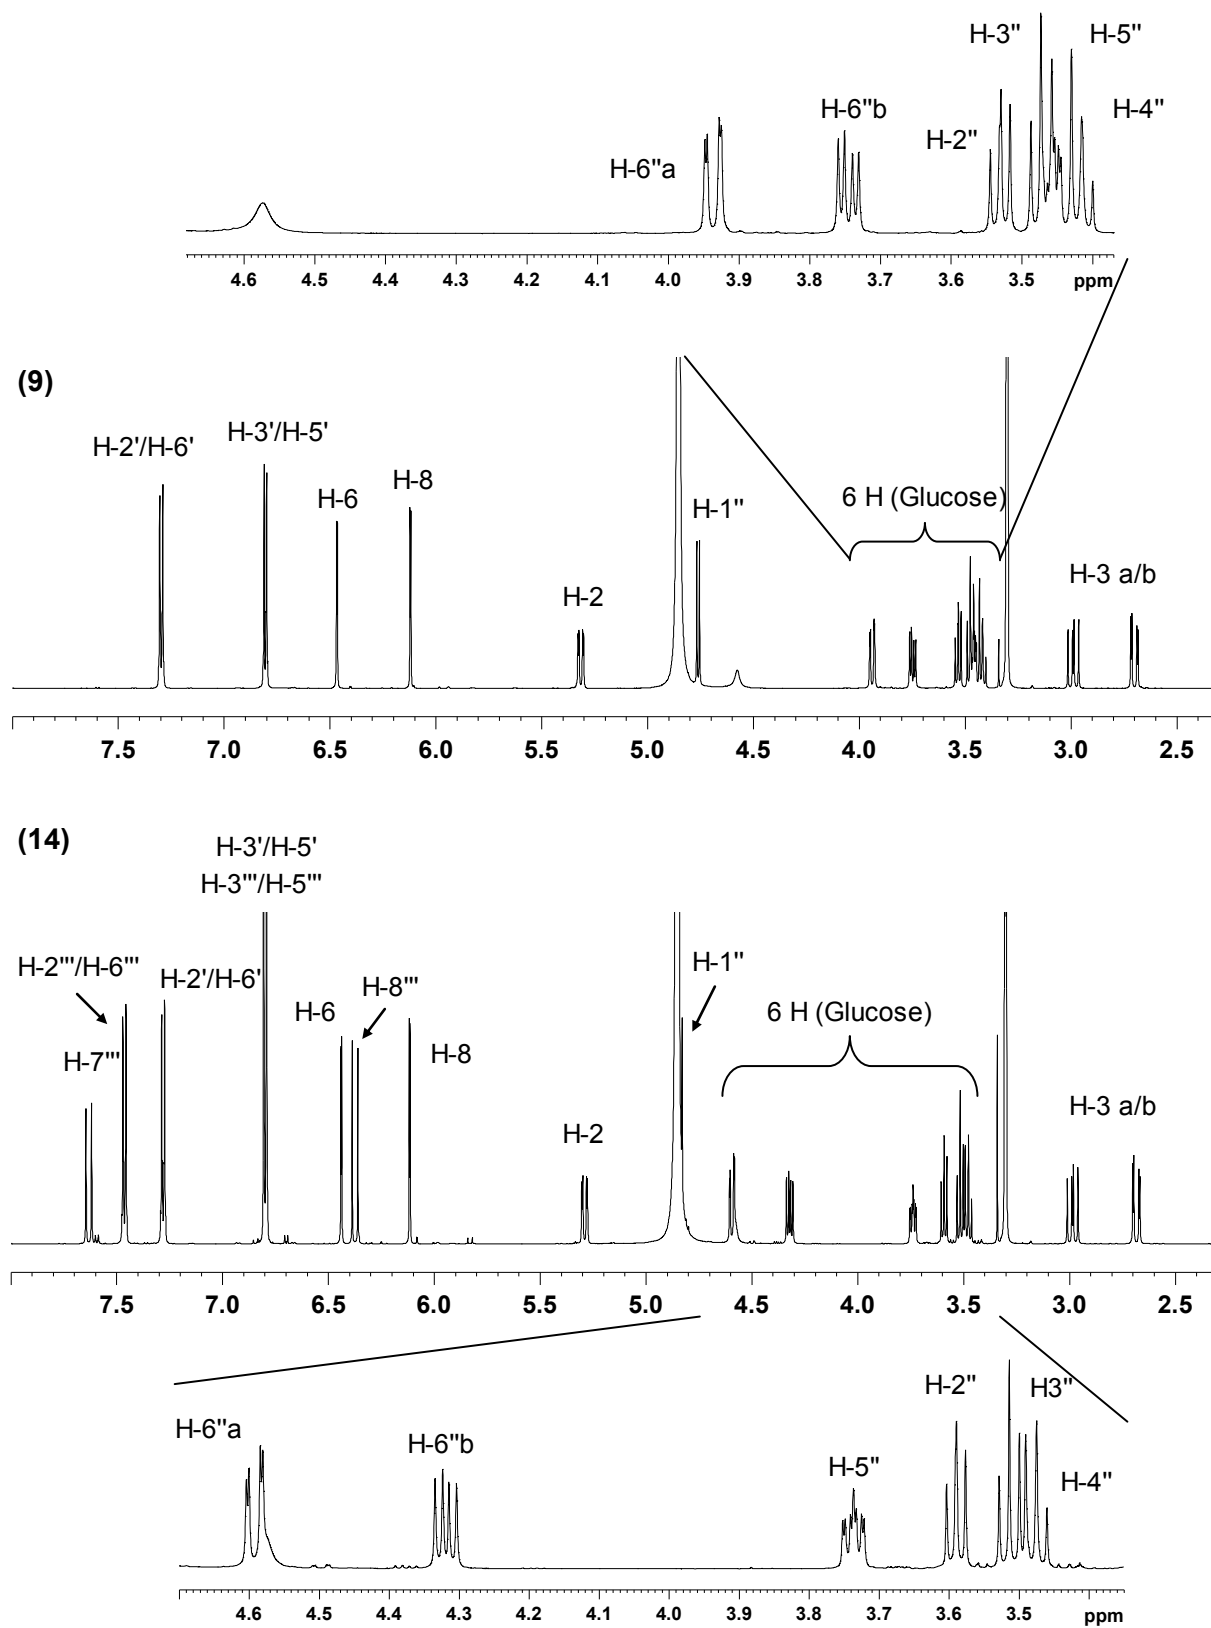 H-3" H-5"
H-6"b H-4"
H-2"
H-6"a
4.6 4.5 4.4 4.3 4.2 4.1 4.0 3.9 3.8 3.7 3.6 3.5 ppm
(9)
H-2'/H-6' H-3'/H-5'
H-6 H-8
H-1" 6 H (Glucose)
H-2 H-3 a/b
7.5 7.0 6.5 6.0 5.5 5.0 4.5 4.0 3.5 3.0 2.5
(14)
H-3'/H-5'
H-3'''/H-5'''
H-2'''/H-6''' H-2'/H-6' H-8''' H-1"
H-6 6 H (Glucose)
H-7''' H-8
H-2 H-3 a/b
7.5 7.0 6.5 6.0 5.5 5.0 4.5 4.0 3.5 3.0 2.5
H-2" H3"
H-6"a H-6"b
H-5" H-4"
4.6 4.5 4.4 4.3 4.2 4.1 4.0 3.9 3.8 3.7 3.6 3.5 ppm